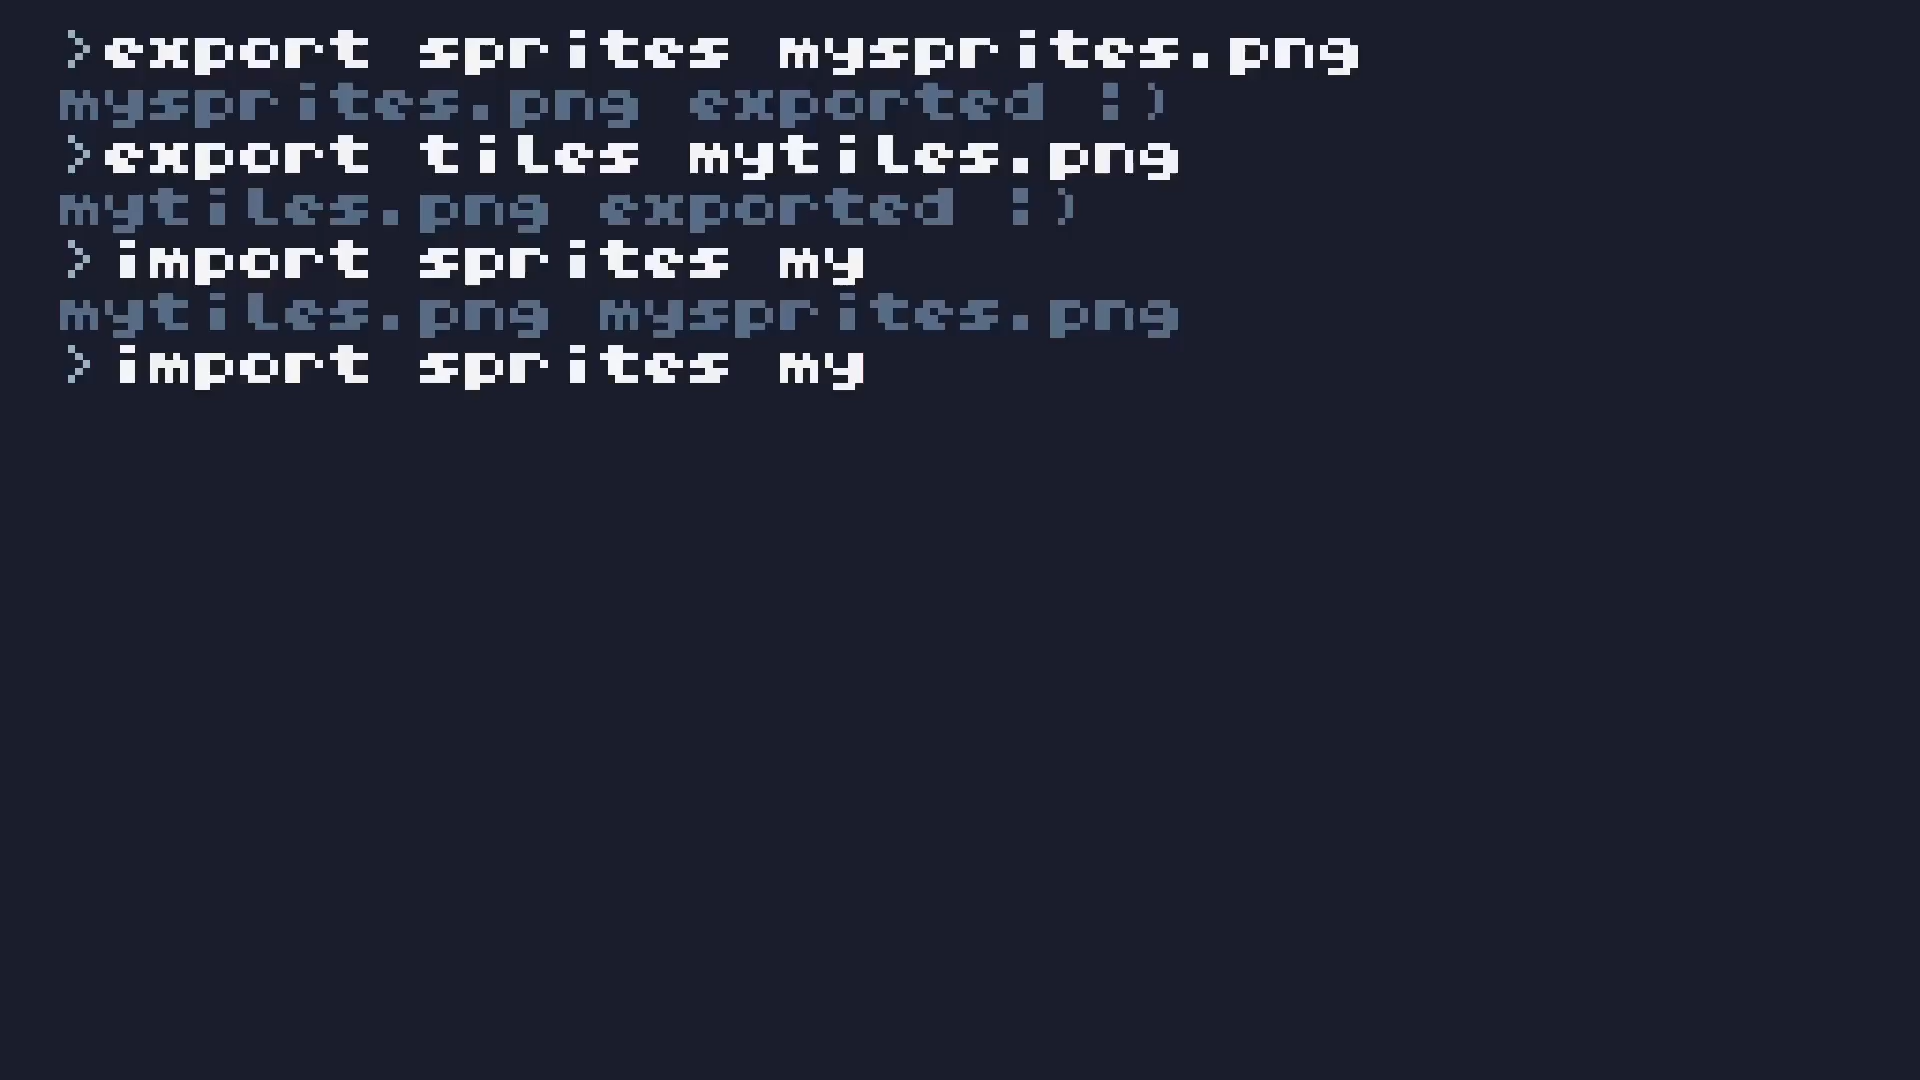 >export sprites mysprites.png
mysprites.png exported :)
>export tiles mytiles.png
mytiles.png exported :)
>import sprites my
mytiles.png mysprites.png
>import sprites my